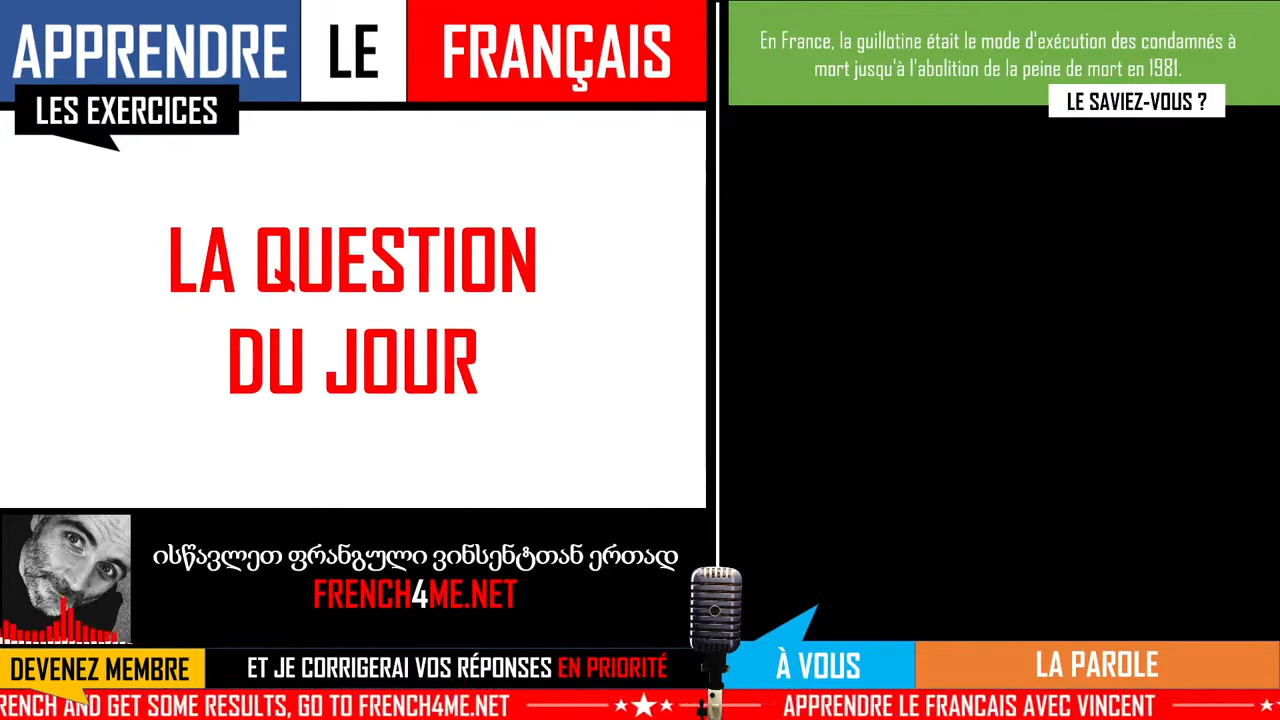 APPRENDRE LE FRANÇAIS
LES EXERCICES
LA QUESTION
DU JOUR
En France, la guillotine était le mode d'exécution des condamnés à
mort jusqu'à l'abolition de la peine de mort en 1981.
LE SAVIEZ-VOUS ?
ისწავლეთ ფრანგული ვინსენტთან ერთად
FRENCH4ME.NET
DEVENEZ MEMBRE
ET JE CORRIGERAI VOS RÉPONSES EN PRIORITÉ
À VOUS
LA PAROLE
RENCH AND GET SOME RESULTS, GO TO FRENCH4ME.NET
APPRENDRE LE FRANCAIS AVEC VINCENT